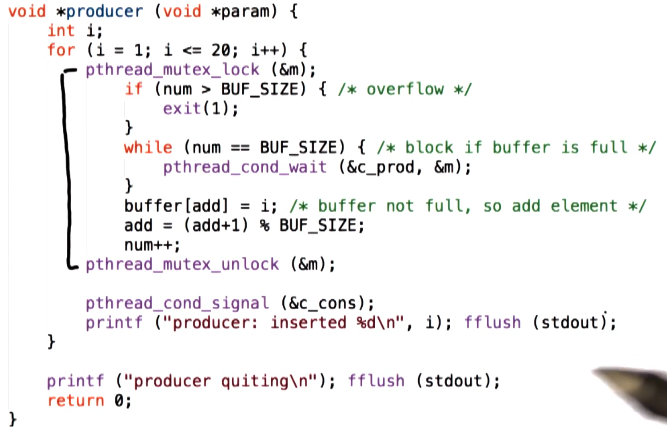 void *producer (void *param) {
    int i;
    for (i = 1; i <= 20; i++) {
        pthread_mutex_lock (&m);
            if (num > BUF_SIZE) { /* overflow */
                exit(1);
            }
            while (num == BUF_SIZE) { /* block if buffer is full */
                pthread_cond_wait (&c_prod, &m);
            }
            buffer[add] = i; /* buffer not full, so add element */
            add = (add+1) % BUF_SIZE;
            num++;
        pthread_mutex_unlock (&m);

        pthread_cond_signal (&c_cons);
        printf ("producer: inserted %d\n", i); fflush (stdout);
    }

    printf ("producer quiting\n"); fflush (stdout);
    return 0;
}